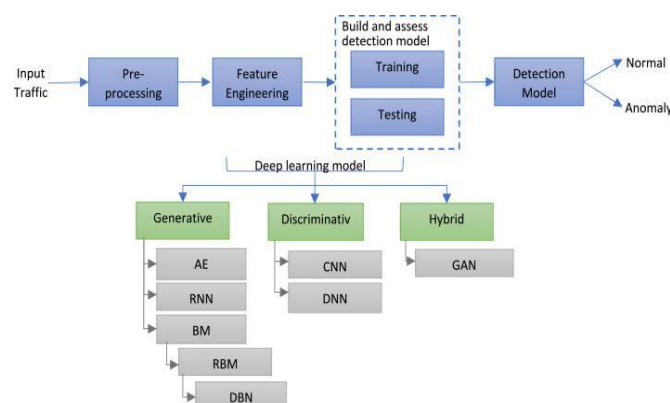 Build and assess
detection model
Input
Traffic
Pre-
processing
Feature
Engineering
Training
Testing
Detection
Model
Normal
Anomaly
Deep learning model
Generative
Discriminativ
Hybrid
AE
RNN
BM
RBM
DBN
CNN
DNN
GAN